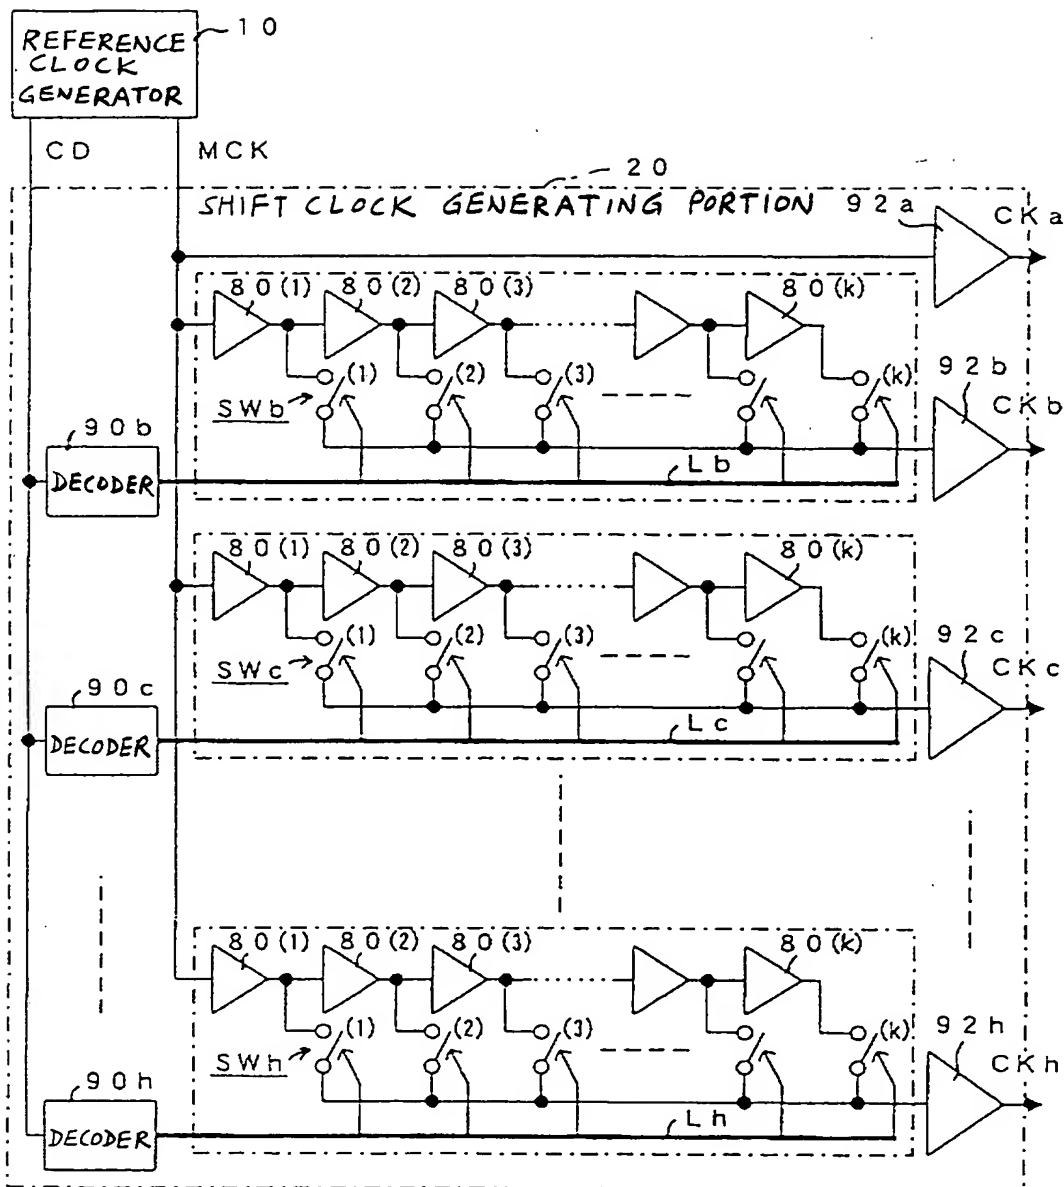 REFERENCE
CLOCK
GENERATOR
10
CD
MCK
20
SHIFT CLOCK GENERATING PORTION
92a
CKa
80(1)
80(2)
80(3)
80(k)
SWb
(1)
(2)
(3)
(k)
92b
CKb
90b
DECODER
Lb
80(1)
80(2)
80(3)
80(k)
SWc
(1)
(2)
(3)
(k)
92c
CKc
90c
DECODER
Lc
80(1)
80(2)
80(3)
80(k)
SWh
(1)
(2)
(3)
(k)
92h
CKh
90h
DECODER
Lh